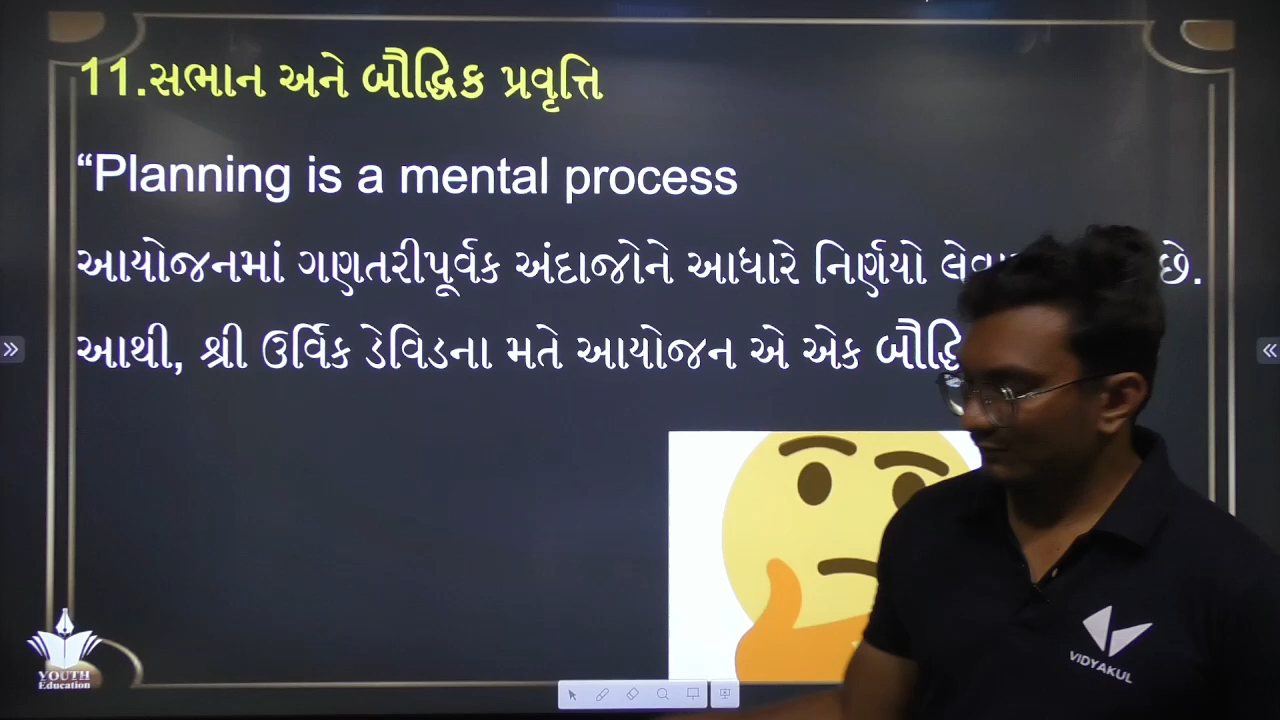 11.સભાન અને બૌદ્ધિક પ્રવૃત્તિ
“Planning is a mental process
આયોજનમાં ગણતરીપૂર્વક અંદાજોને આધારે નિર્ણયો છે.
આથી, શ્રી ઉર્વિક ડેવિડના મતે આયોજન એ એક
YOUTH
Education
VIDYAKUL